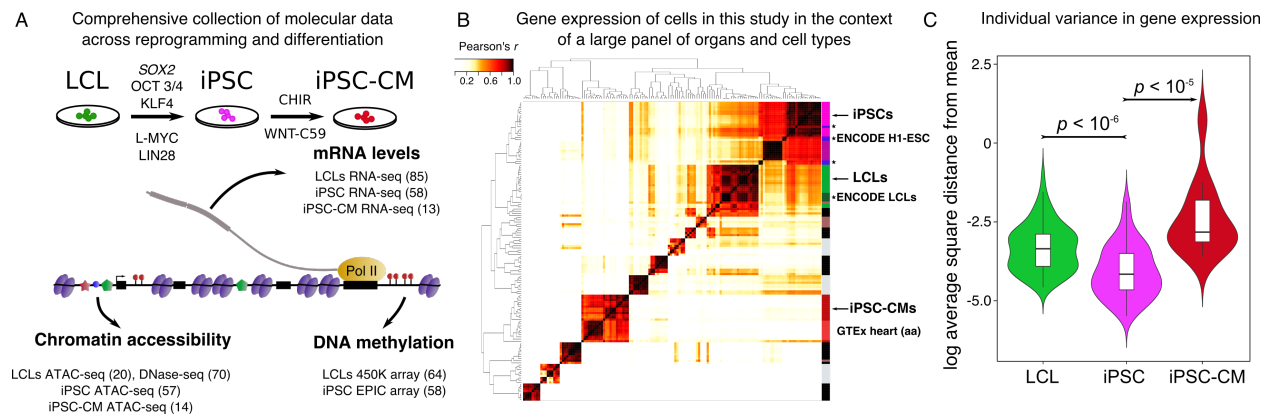 A
Comprehensive collection of molecular data
across reprogramming and differentiation
LCL
SOX2
OCT 3/4
KLF4
L-MYC
LIN28
iPSC
CHIR
WNT-C59
iPSC-CM
mRNA levels
LCLs RNA-seq (85)
iPSC RNA-seq (58)
iPSC-CM RNA-seq (13)
Pol II
Chromatin accessibility
LCLs ATAC-seq (20), DNase-seq (70)
iPSC ATAC-seq (57)
iPSC-CM ATAC-seq (14)
DNA methylation
LCLs 450K array (64)
iPSC EPIC array (58)
B
Gene expression of cells in this study in the context
of a large panel of organs and cell types
Pearson's r
0.2 0.6 1.0
iPSCs
*
*ENCODE H1-ESC
*
LCLs
*ENCODE LCLs
iPSC-CMs
GTEx heart (aa)
C
Individual variance in gene expression
log average square distance from mean
2.5
0
-2.5
-5.0
p < 10-6
p < 10-5
LCL
iPSC
iPSC-CM